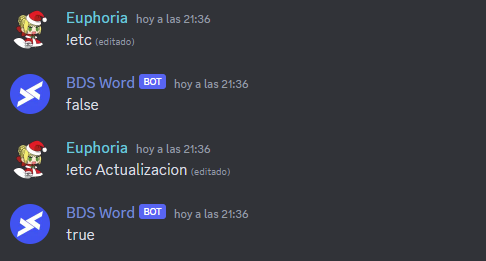 Euphoria hoy a las 21:36
!etc (editado)
BDS Word BOT hoy a las 21:36
false
Euphoria hoy a las 21:36
!etc Actualizacion (editado)
BDS Word BOT hoy a las 21:36
true